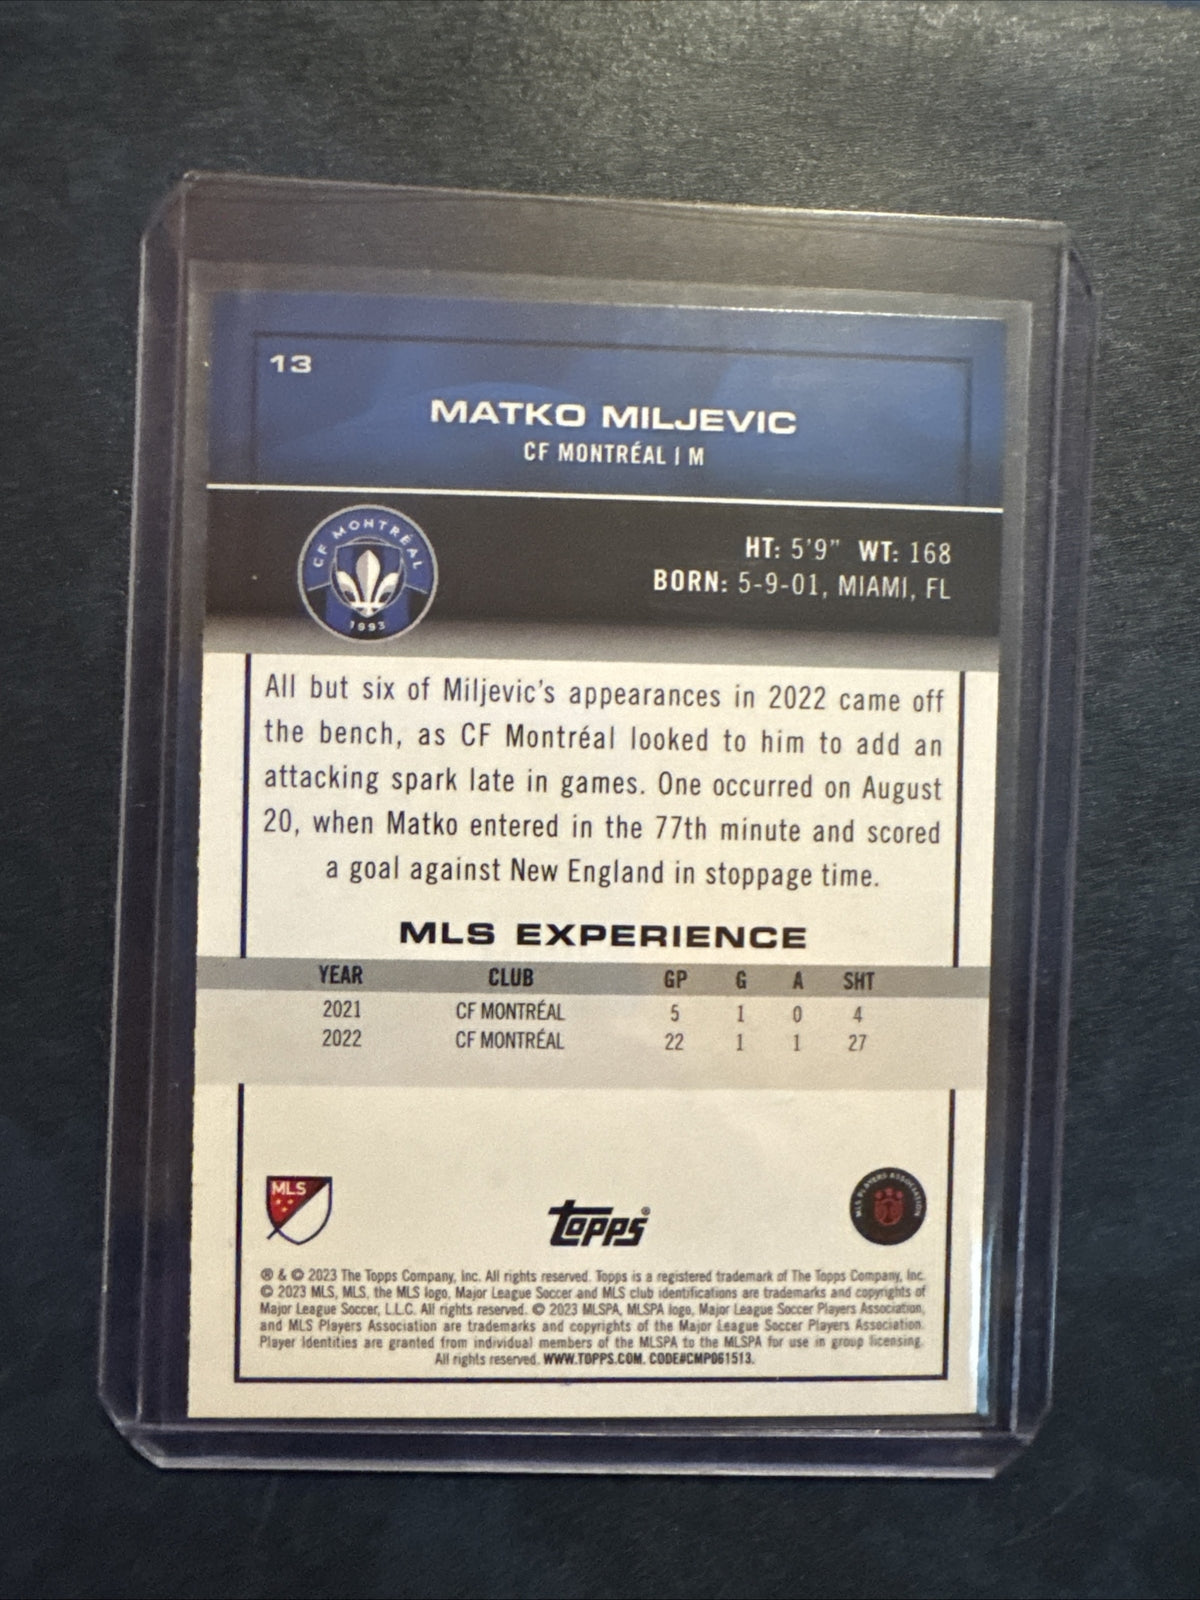 13
MATKO MILJEVIC
CF MONTRÉAL | M
CF MONTRÉAL
1993
HT: 5'9" WT: 168
BORN: 5-9-01, MIAMI, FL
All but six of Miljevic's appearances in 2022 came off
the bench, as CF Montréal looked to him to add an
attacking spark late in games. One occurred on August
20, when Matko entered in the 77th minute and scored
a goal against New England in stoppage time.
MLS EXPERIENCE
YEAR CLUB GP G A SHT
2021 CF MONTRÉAL 5 1 0 4
2022 CF MONTRÉAL 22 1 1 27
MLS
topps®
MLS PLAYERS ASSOCIATION
® & © 2023 The Topps Company, Inc. All rights reserved. Topps is a registered trademark of The Topps Company, Inc.
© 2023 MLS, MLS, the MLS logo, Major League Soccer and MLS club identifications are trademarks and copyrights of
Major League Soccer, L.L.C. All rights reserved. © 2023 MLSPA, MLSPA logo, Major League Soccer Players Association,
and MLS Players Association are trademarks and copyrights of the Major League Soccer Players Association.
Player Identities are granted from individual members of the MLSPA to the MLSPA for use in group licensing.
All rights reserved. WWW.TOPPS.COM. CODE#CMP061513.